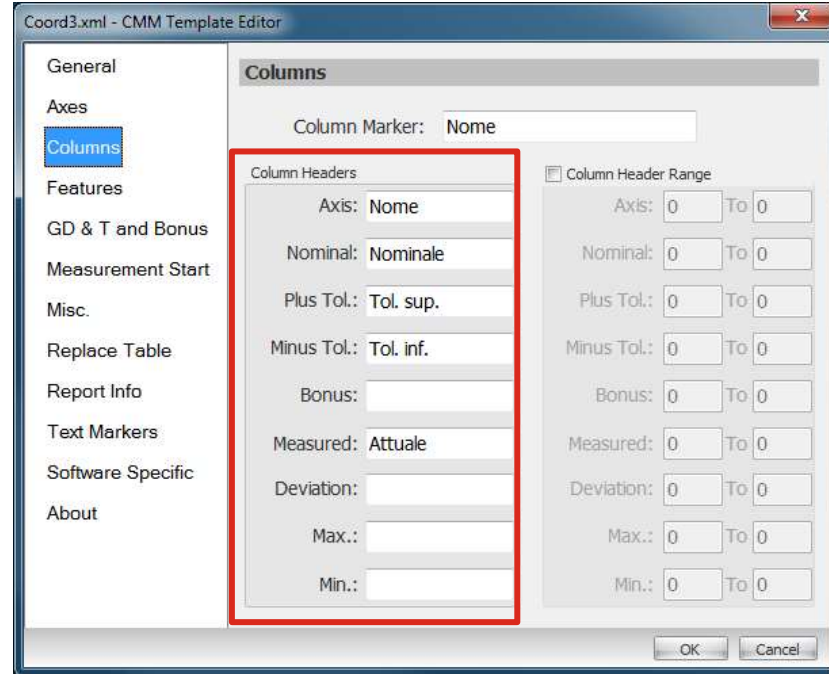 Coord3.xml - CMM Template Editor
General
Axes
Columns
Features
GD & T and Bonus
Measurement Start
Misc.
Replace Table
Report Info
Text Markers
Software Specific
About
Columns
Column Marker: Nome
Column Headers
Axis: Nome
Nominal: Nominale
Plus Tol.: Tol. sup.
Minus Tol.: Tol. inf.
Bonus:
Measured: Attuale
Deviation:
Max.:
Min.:
Column Header Range
Axis: 0 To 0
Nominal: 0 To 0
Plus Tol.: 0 To 0
Minus Tol.: 0 To 0
Bonus: 0 To 0
Measured: 0 To 0
Deviation: 0 To 0
Max.: 0 To 0
Min.: 0 To 0
OK Cancel